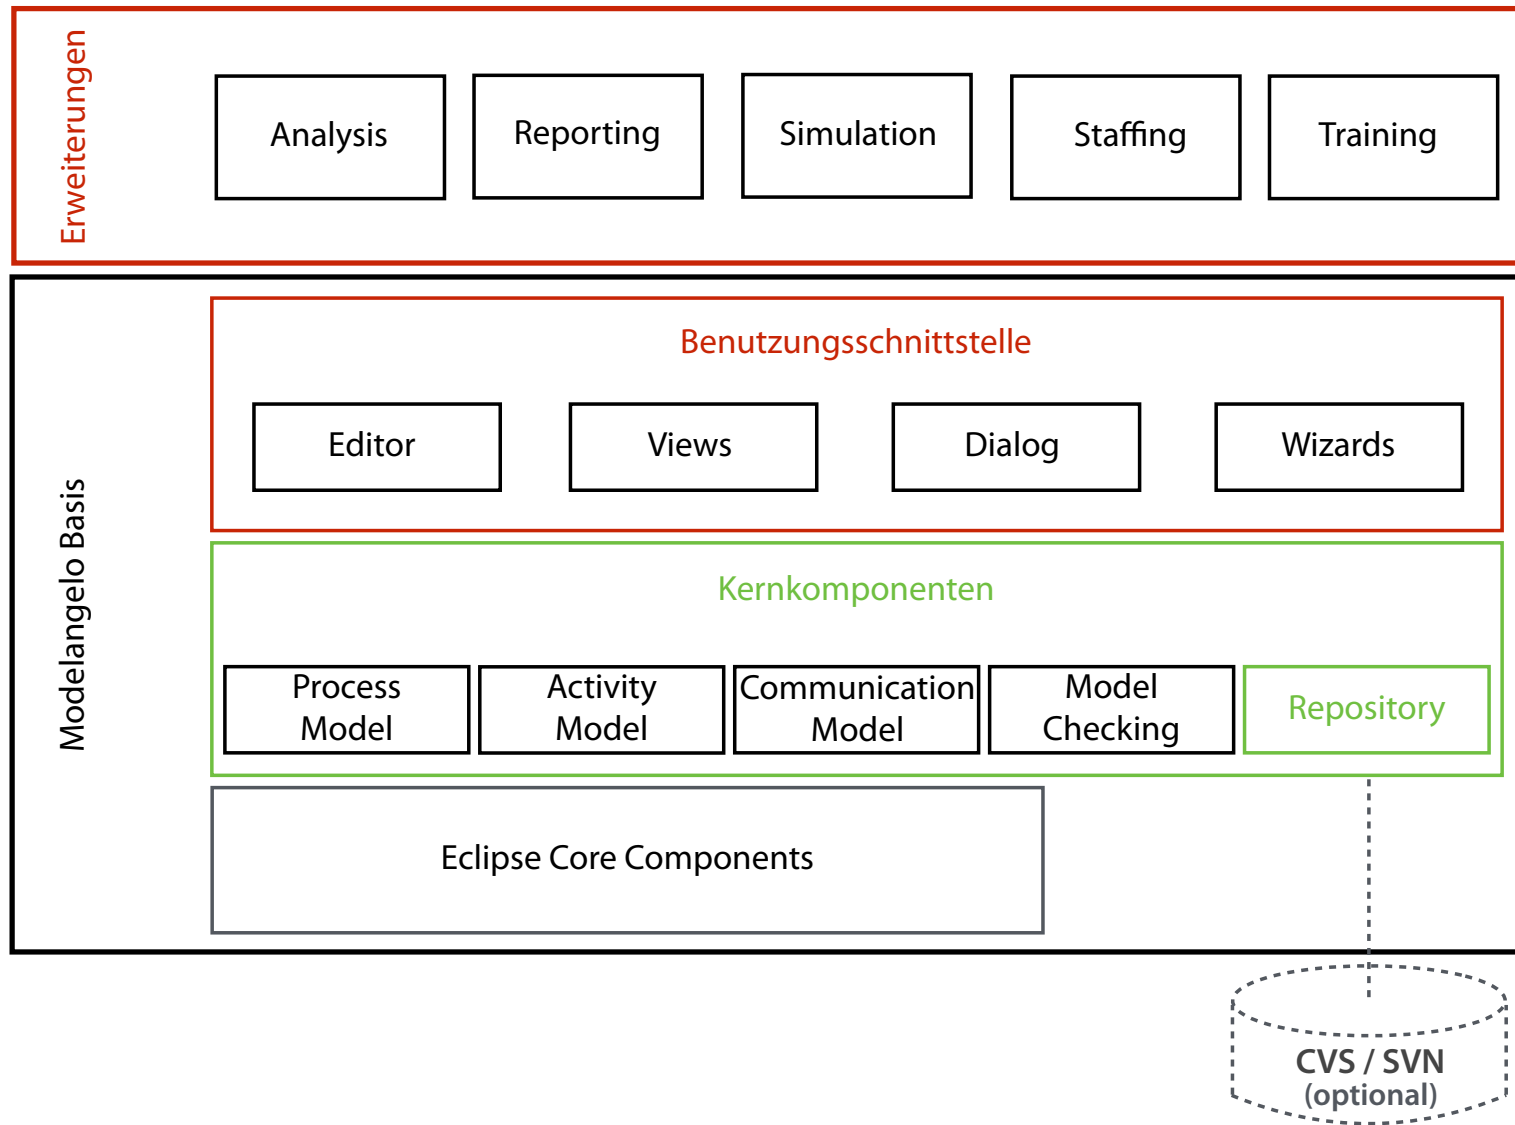 Erweiterungen
Analysis
Reporting
Simulation
Staffing
Training
Modelangelo Basis
Benutzungsschnittstelle
Editor
Views
Dialog
Wizards
Kernkomponenten
Process
Model
Activity
Model
Communication
Model
Model
Checking
Repository
Eclipse Core Components
CVS / SVN
(optional)